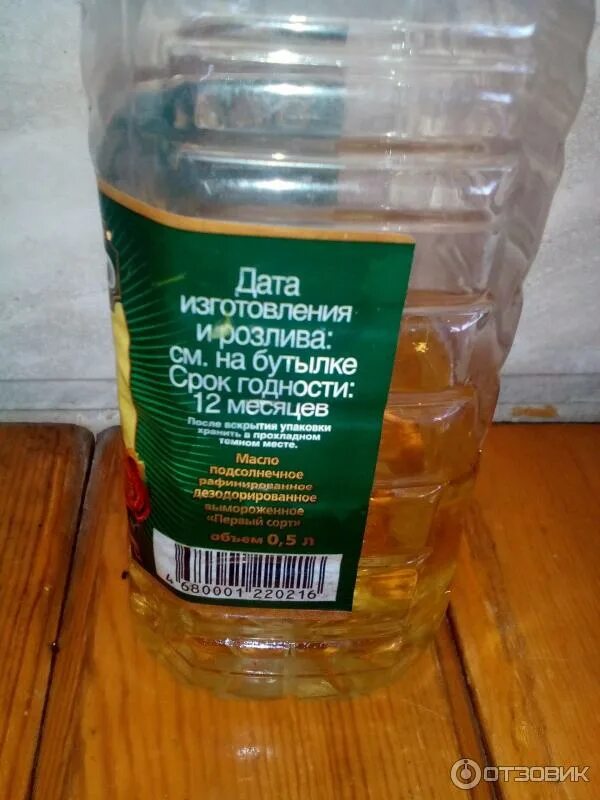 Дата
изготовления
и розлива:
см. на бутылке
Срок годности:
12 месяцев
После вскрытия упаковки
хранить в прохладном
темном месте.
Масло
подсолнечное
рафинированное
дезодорированное
вымороженное
«Первый сорт»
объем 0,5 л
4 680001 220216
ОТЗОВИК